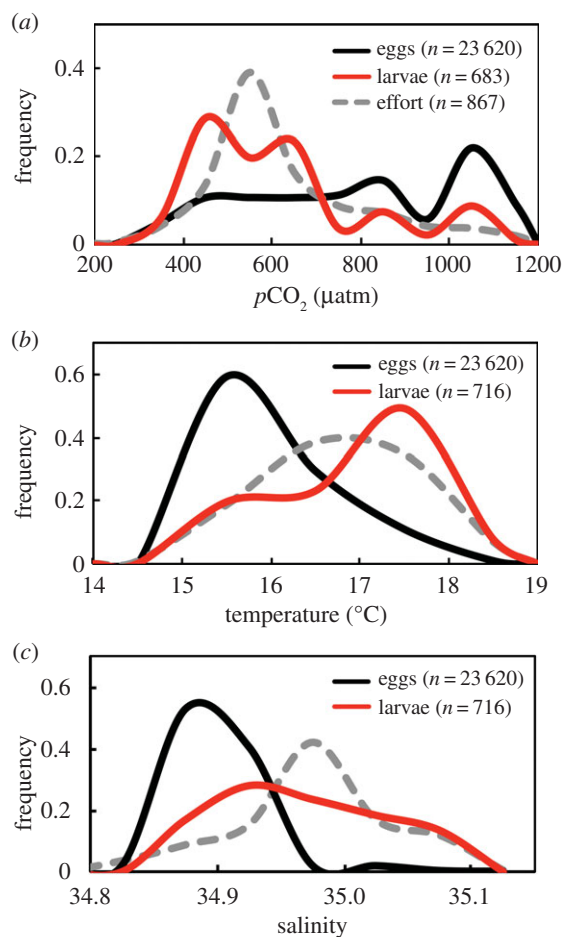 (a)
eggs (n = 23 620)
larvae (n = 683)
effort (n = 867)
0.4
0.2
0
frequency
200 400 600 800 1000 1200
pCO₂ (μatm)
(b)
eggs (n = 23 620)
larvae (n = 716)
0.6
0.4
0.2
0
frequency
14 15 16 17 18 19
temperature (°C)
(c)
eggs (n = 23 620)
larvae (n = 716)
0.6
0.4
0.2
0
frequency
34.8 34.9 35.0 35.1
salinity